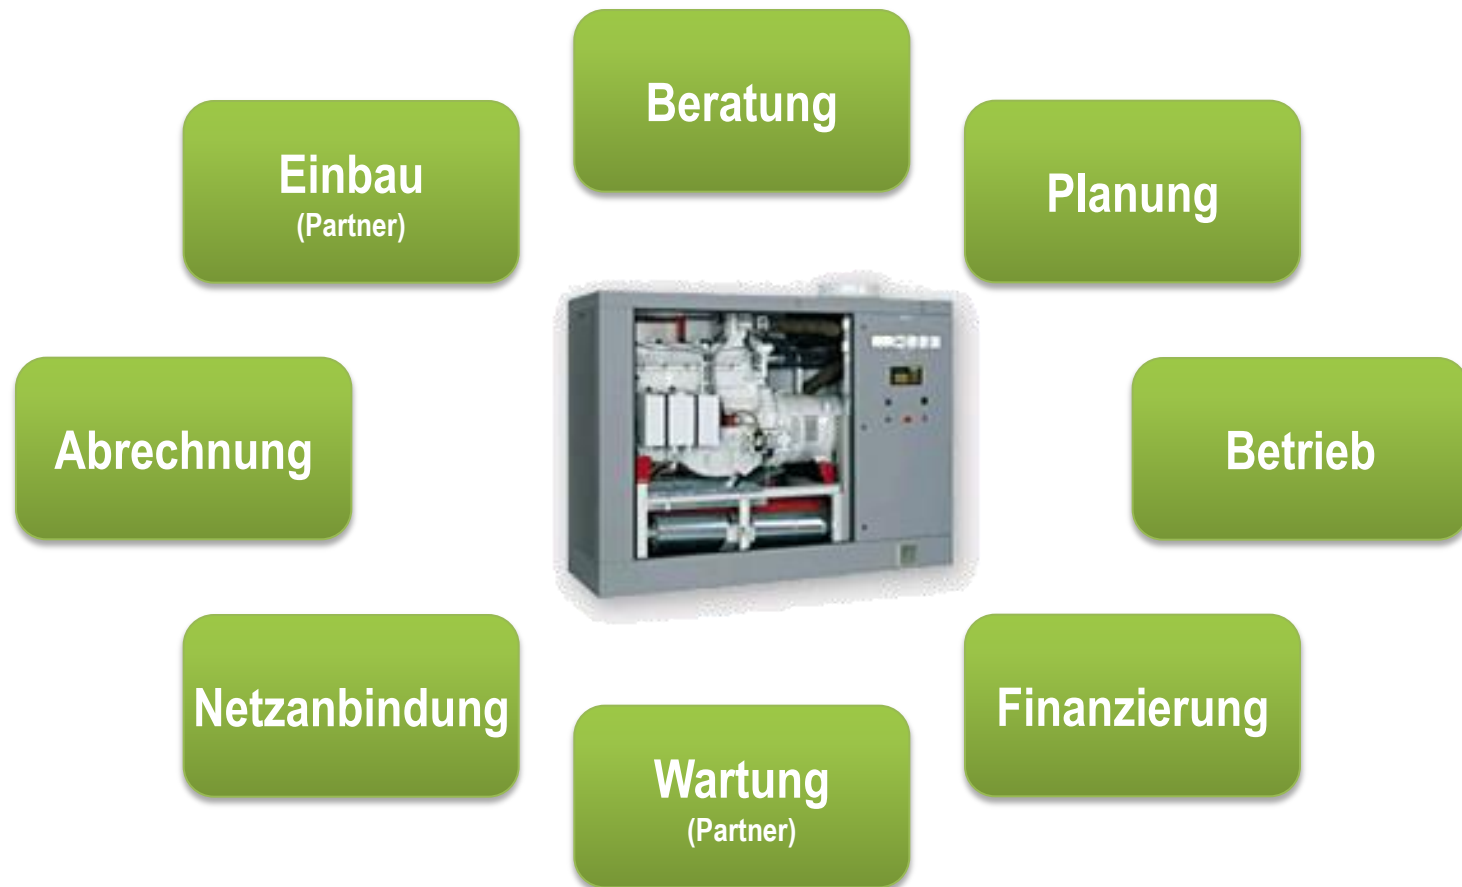 Beratung
Einbau
(Partner)
Planung
Abrechnung
Betrieb
Netzanbindung
Finanzierung
Wartung
(Partner)